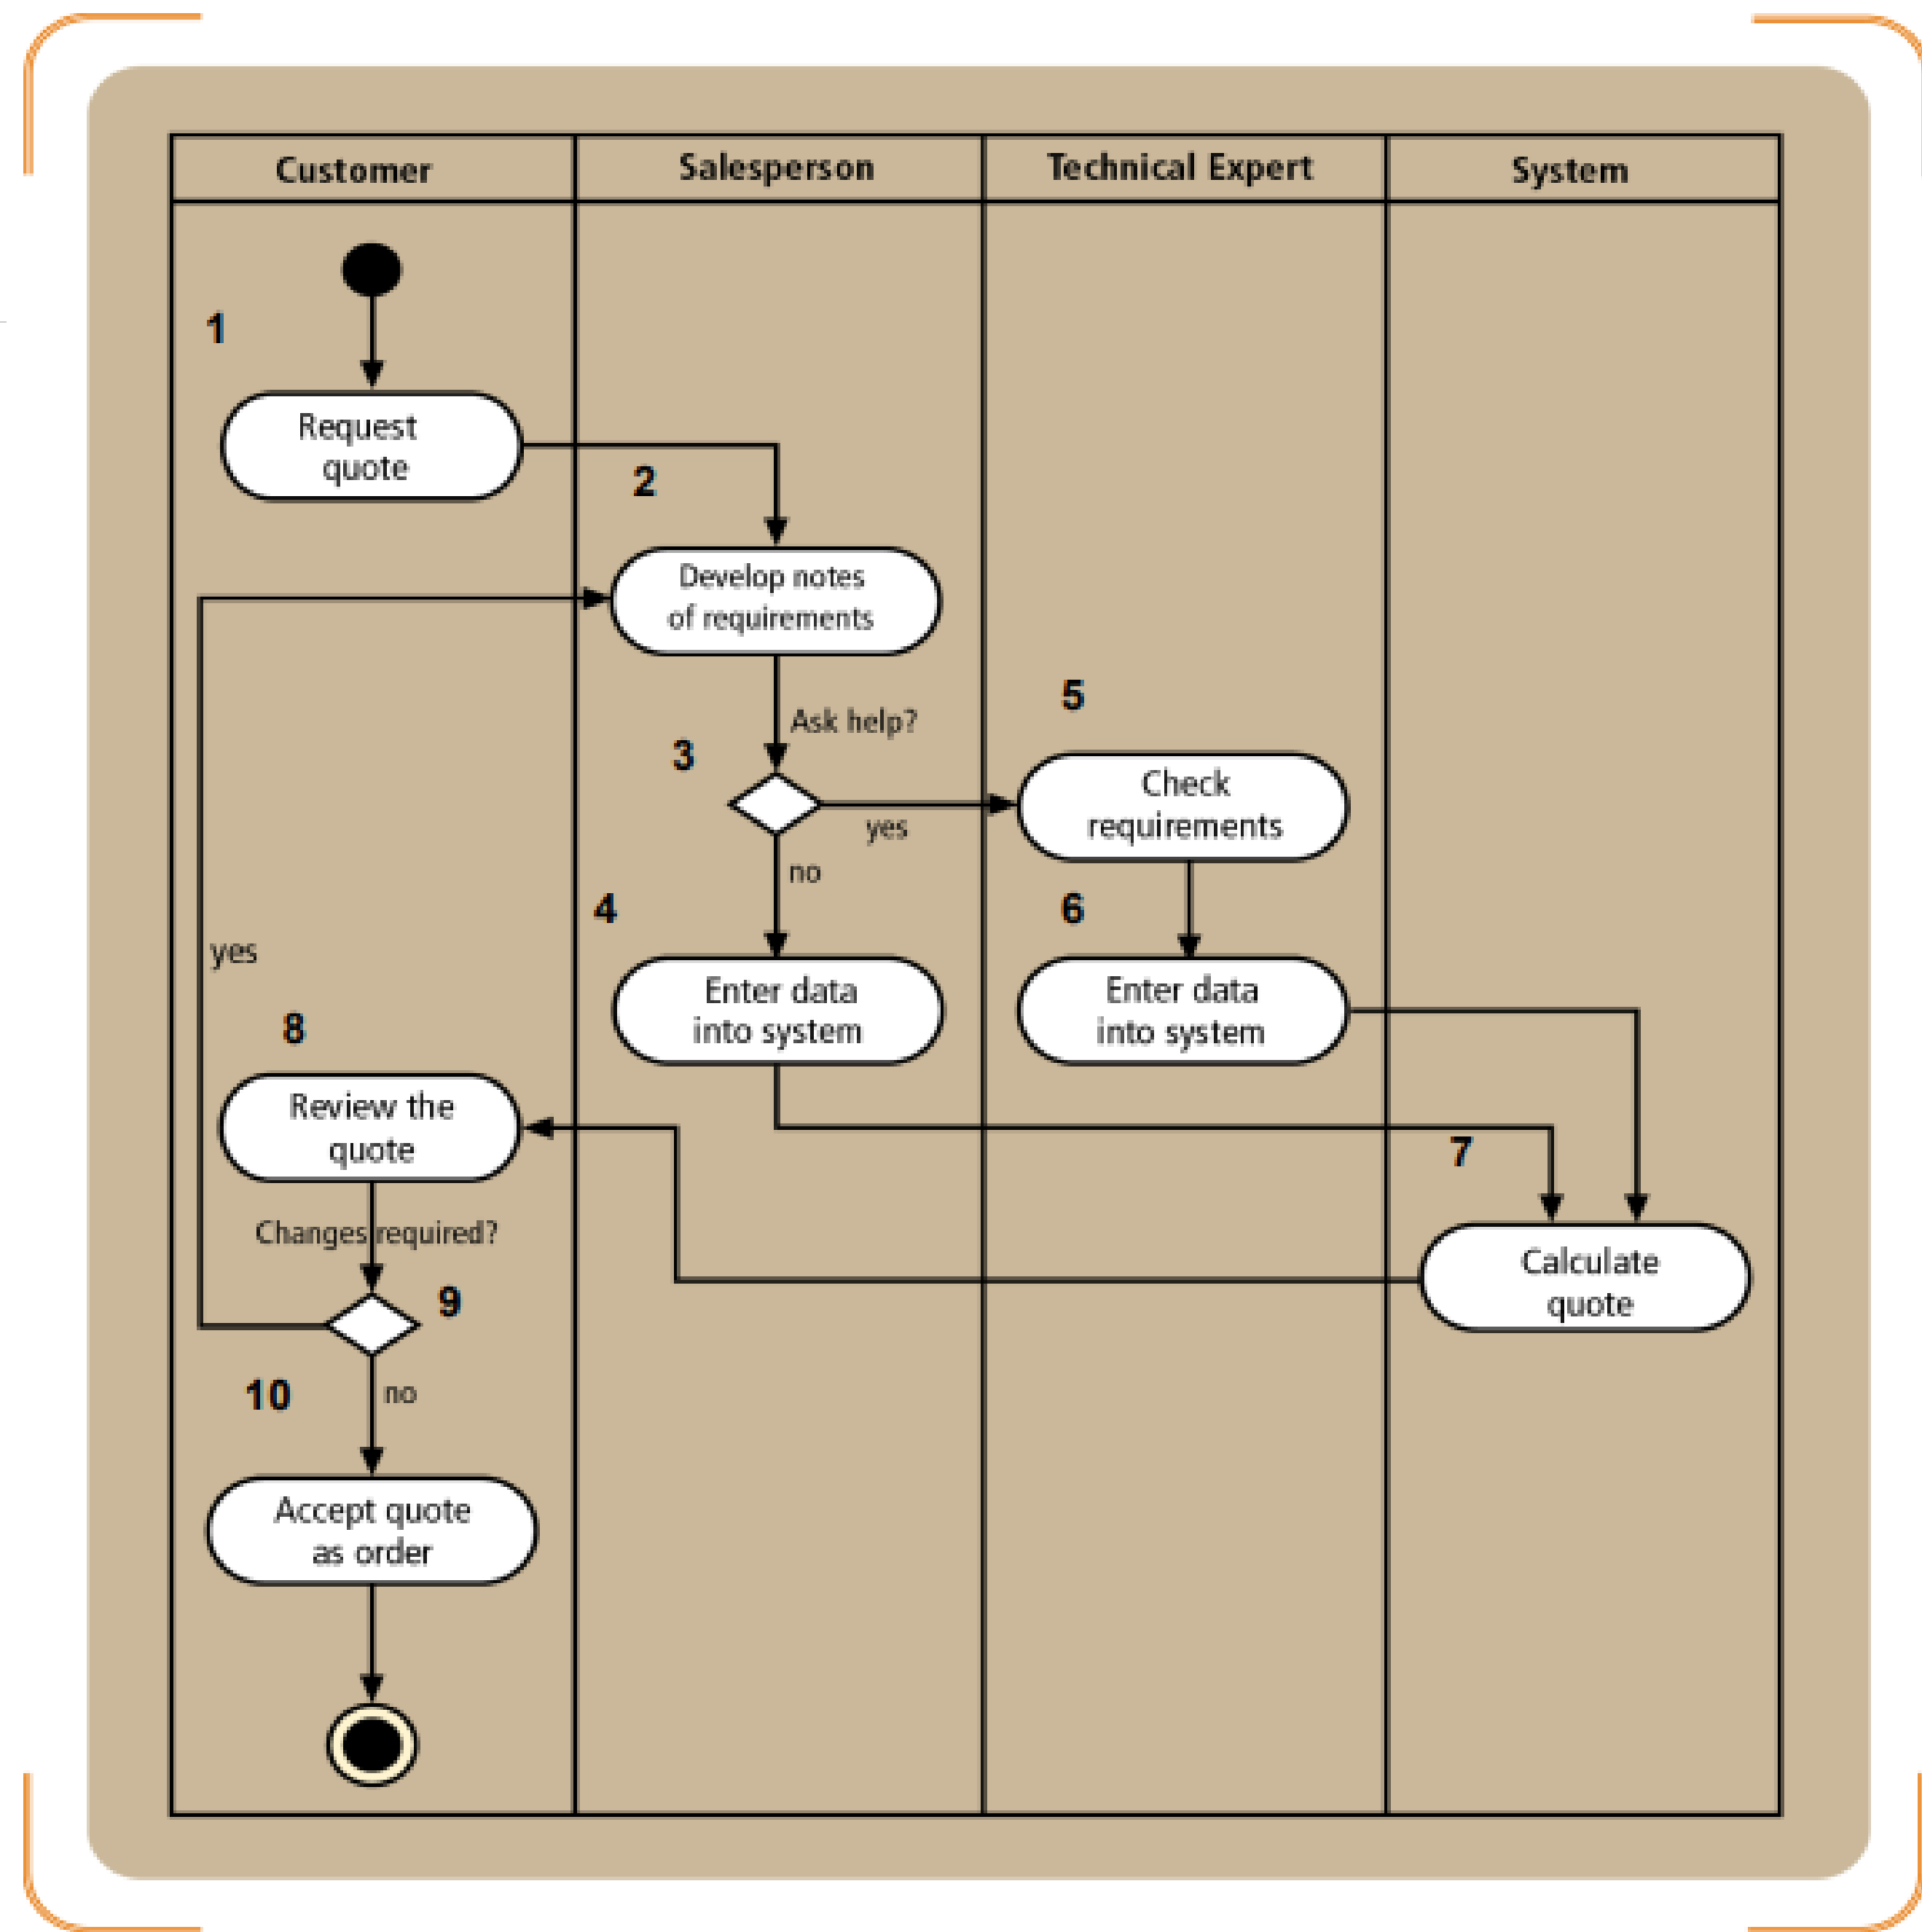 Customer
Salesperson
Technical Expert
System
1
Request
quote
2
Develop notes
of requirements
Ask help?
3
yes
no
5
Check
requirements
4
Enter data
into system
6
Enter data
into system
yes
8
Review the
quote
Changes required?
7
Calculate
quote
9
10
no
Accept quote
as order